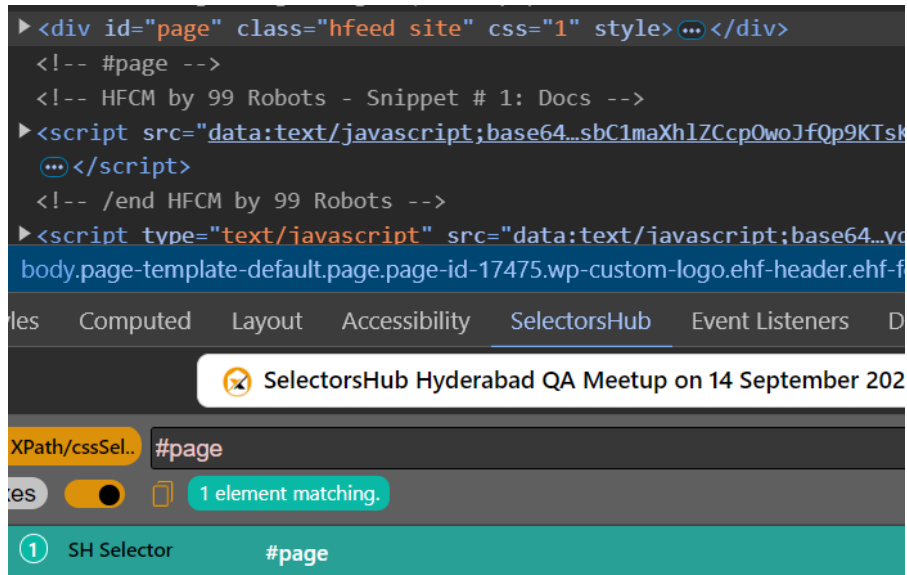 <div id="page" class="hfeed site" css="1" style>…</div>
<!-- #page -->
<!-- HFCM by 99 Robots - Snippet # 1: Docs -->
<script src="data:text/javascript;base64…sbC1maXhlZCcpOwoJfQp9KTsK
…</script>
<!-- /end HFCM by 99 Robots -->
<script type="text/javascript" src="data:text/javascript;base64…
body.page-template-default.page.page-id-17475.wp-custom-logo.ehf-header.ehf-f
les Computed Layout Accessibility SelectorsHub Event Listeners D
SelectorsHub Hyderabad QA Meetup on 14 September 202
XPath/cssSel.. #page
xes 1 element matching.
1 SH Selector #page